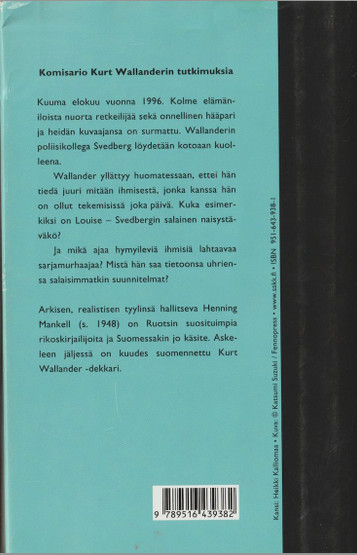 Komisario Kurt Wallanderin tutkimuksia
Kuuma elokuu vuonna 1996. Kolme elämän-
iloista nuorta retkeilijää sekä onnellinen hääpari
ja heidän kuvaajansa on surmattu. Wallanderin
poliisikollega Svedberg löydetään kotoaan kuol-
leena.
Wallander yllättyy huomatessaan, ettei hän
tiedä juuri mitään ihmisestä, jonka kanssa hän
on ollut tekemisissä joka päivä. Kuka esimer-
kiksi on Louise – Svedbergin salainen naisystä-
väkö?
Ja mikä ajaa hymyileviä ihmisiä lahtaavaa
sarjamurhaajaa? Mistä hän saa tietoonsa uhrien-
sa salaisimmatkin suunnitelmat?
Arkisen, realistisen tyylinsä hallitseva Henning
Mankell (s. 1948) on Ruotsin suosituimpia
rikoskirjailijoita ja Suomessakin jo käsite. Aske-
leen jäljessä on kuudes suomennettu Kurt
Wallander -dekkari.
Kansi: Heikki Kalliomaa • Kuva: © Katsumi Suzuki / Fennopress • www.sskk.fi • ISBN 951-643-938-1
9 789516 439382